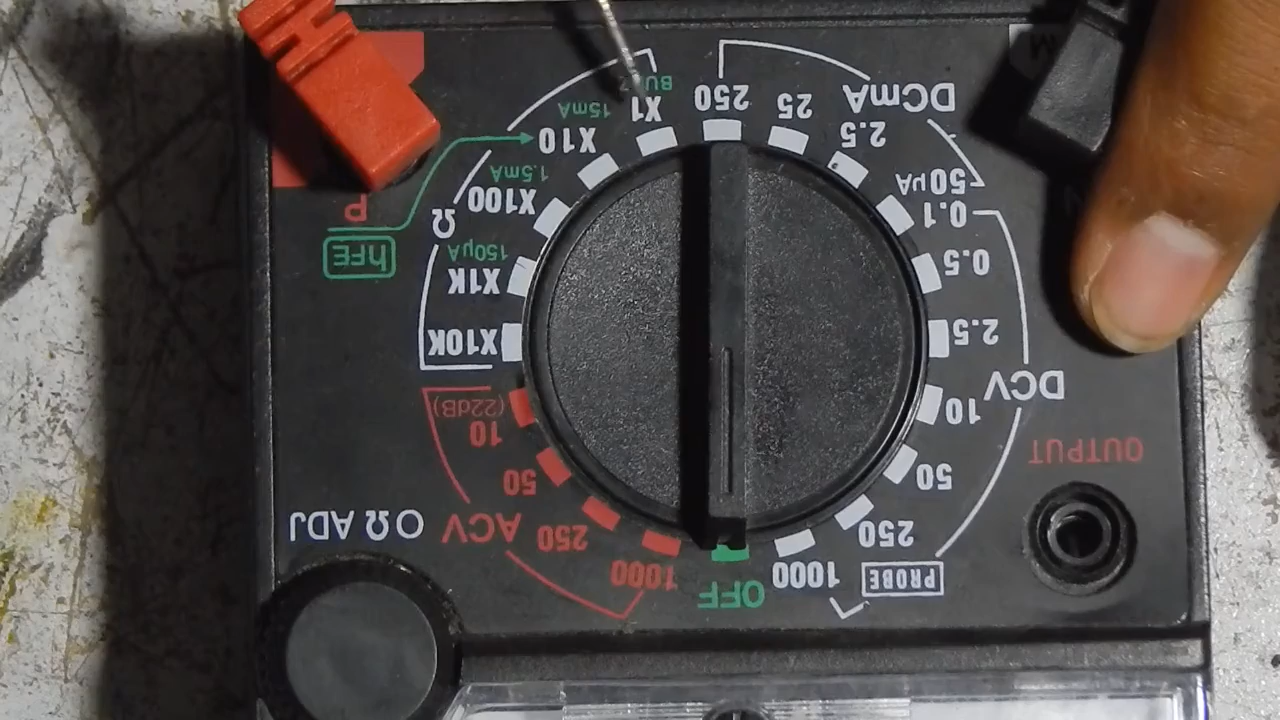 OFF
1000
250
50
10
(22dB)
ACV
1000
250
50
10
2.5
0.5
0.1
DCV
PROBE
0Ω ADJ
OUTPUT
X10K
X1K
150µA
X100
1.5mA
X10
15mA
X1
Ω
hFE
P
50µA
2.5
25
250
DCmA